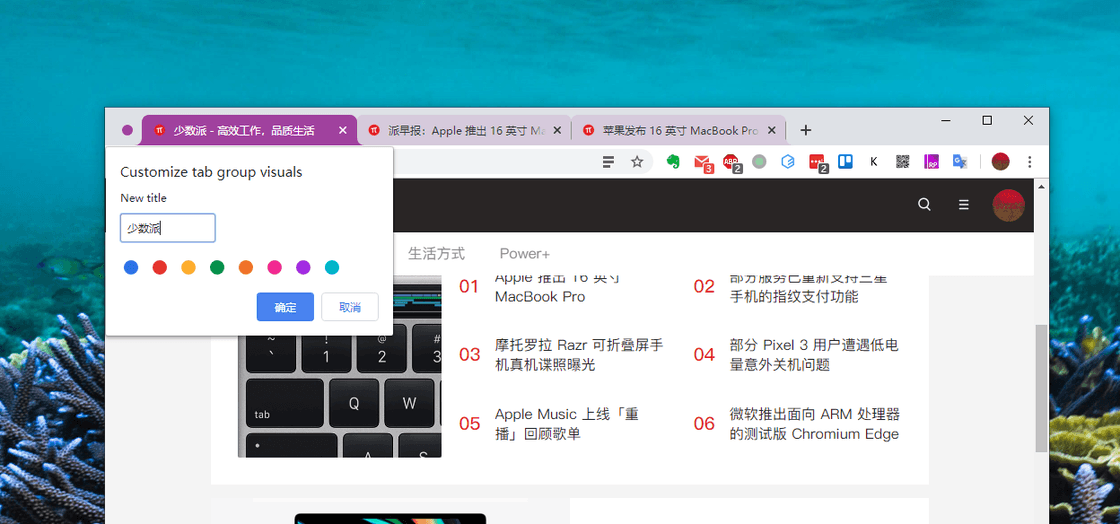 少数派 - 高效工作，品质生活
派早报：Apple 推出 16 英寸 Ma
苹果发布 16 英寸 MacBook Pro
Customize tab group visuals
New title
少数派
确定
取消
3
ABP
2
2
K
RP
生活方式
Power+
01
Apple 推出 16 英寸
MacBook Pro
02
部分服务已重新支持三星
手机的指纹支付功能
03
摩托罗拉 Razr 可折叠屏手
机真机谍照曝光
04
部分 Pixel 3 用户遭遇低电
量意外关机问题
05
Apple Music 上线「重
播」回顾歌单
06
微软推出面向 ARM 处理器
的测试版 Chromium Edge
~ ! @ #
` 1 2 3
tab Q W
A S